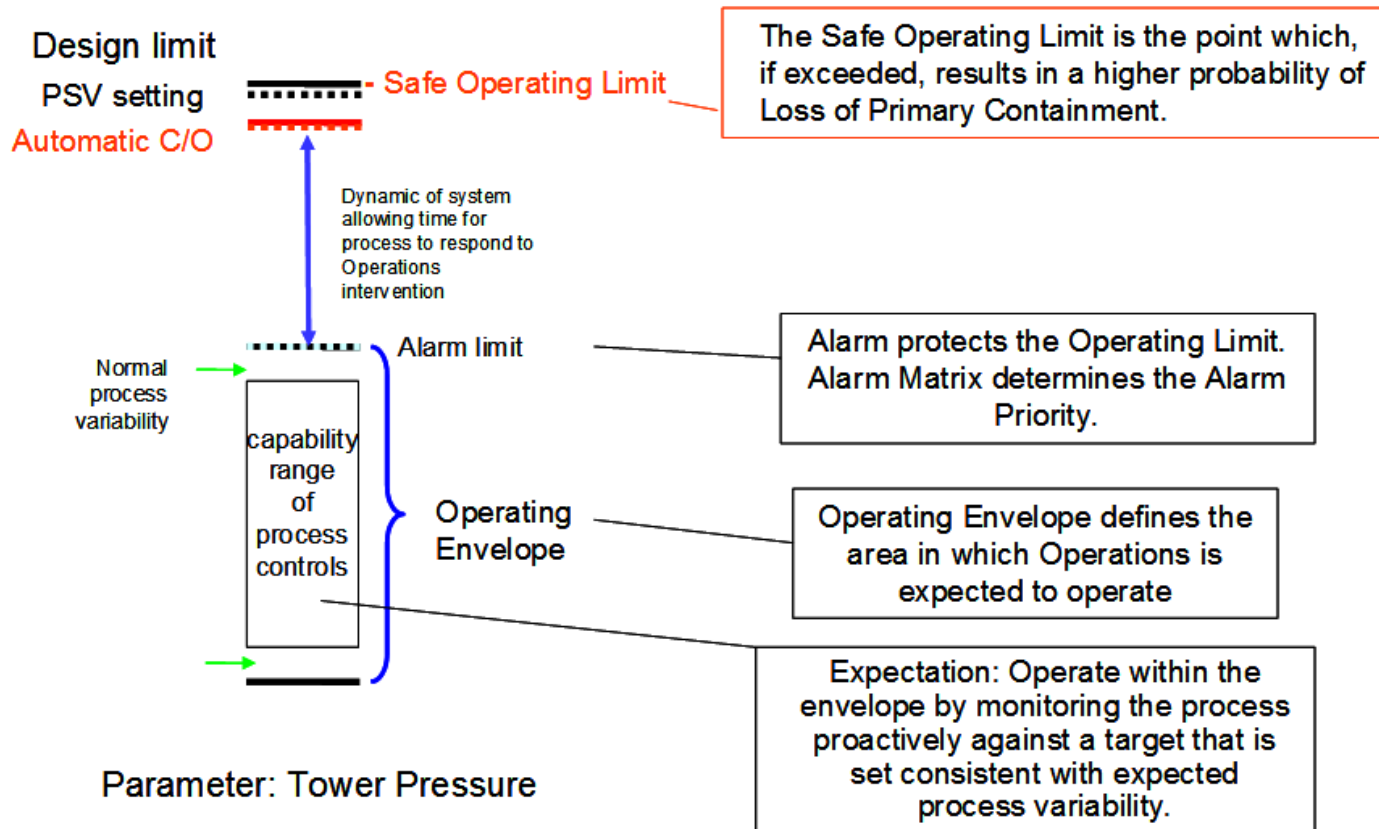 Design limit
PSV setting
Automatic C/O
- Safe Operating Limit
The Safe Operating Limit is the point which,
if exceeded, results in a higher probability of
Loss of Primary Containment.
Dynamic of system
allowing time for
process to respond to
Operations
intervention
Alarm limit
Alarm protects the Operating Limit.
Alarm Matrix determines the Alarm
Priority.
Normal
process
variability
capability
range
of
process
controls
Operating
Envelope
Operating Envelope defines the
area in which Operations is
expected to operate
Expectation: Operate within the
envelope by monitoring the process
proactively against a target that is
set consistent with expected
process variability.
Parameter: Tower Pressure